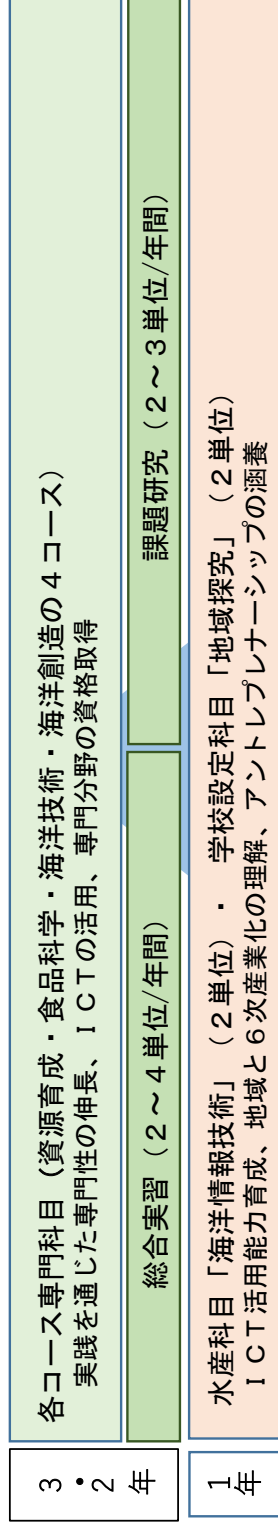 3・2年
各コース専門科目（資源育成・食品科学・海洋技術・海洋創造の4コース）
実践を通じた専門性の伸長、ICTの活用、専門分野の資格取得
総合実習（2～4単位/年間）
課題研究（2～3単位/年間）
1年
水産科目「海洋情報技術」（2単位）・ 学校設定科目「地域探究」（2単位）
ICT活用能力育成、地域と6次産業化の理解、アントレプレナーシップの涵養